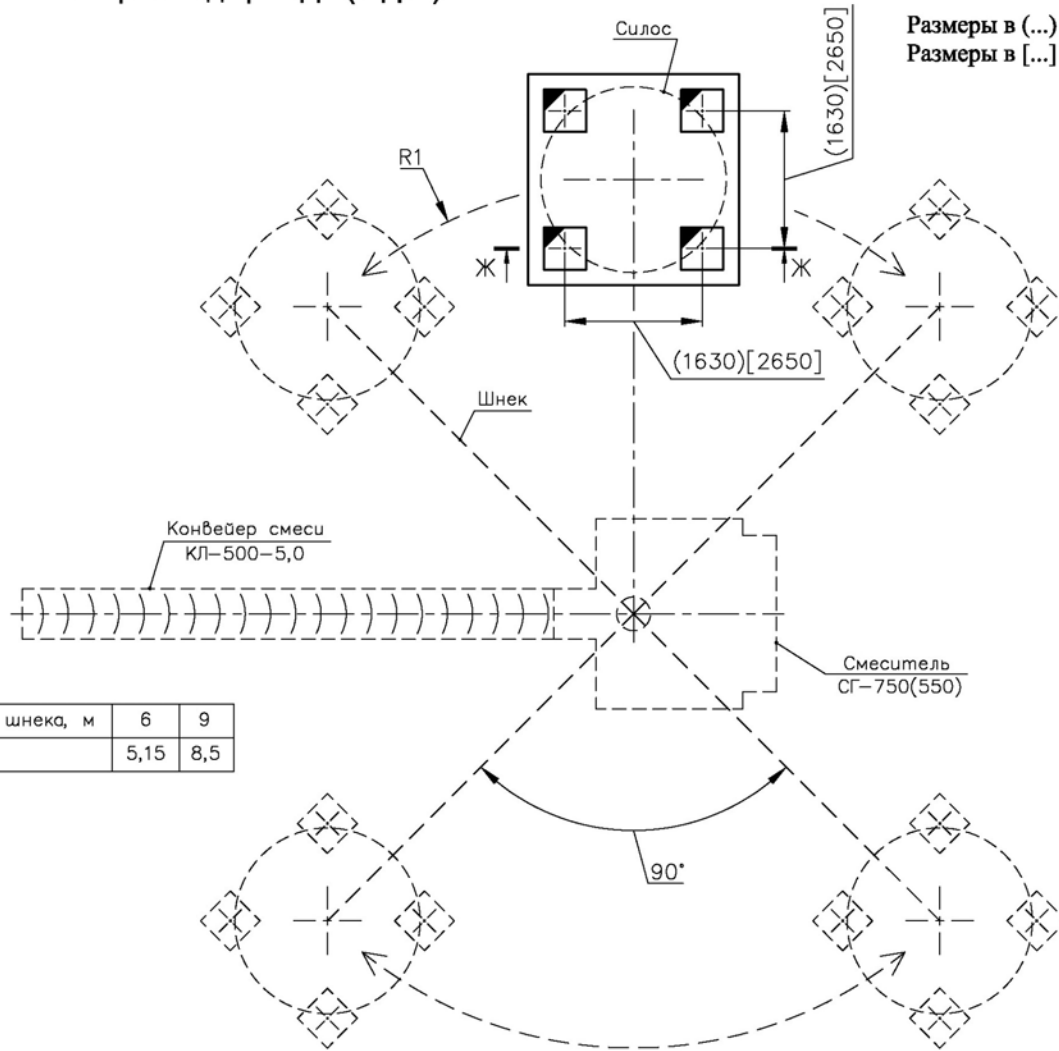 Силос
Размеры в (...)
Размеры в [...]
(1630)[2650]
R1
Ж
Ж
(1630)[2650]
Шнек
Конвейер смеси
КЛ-500-5,0
Смеситель
СГ-750(550)
шнека, м 6 9
5,15 8,5
90°